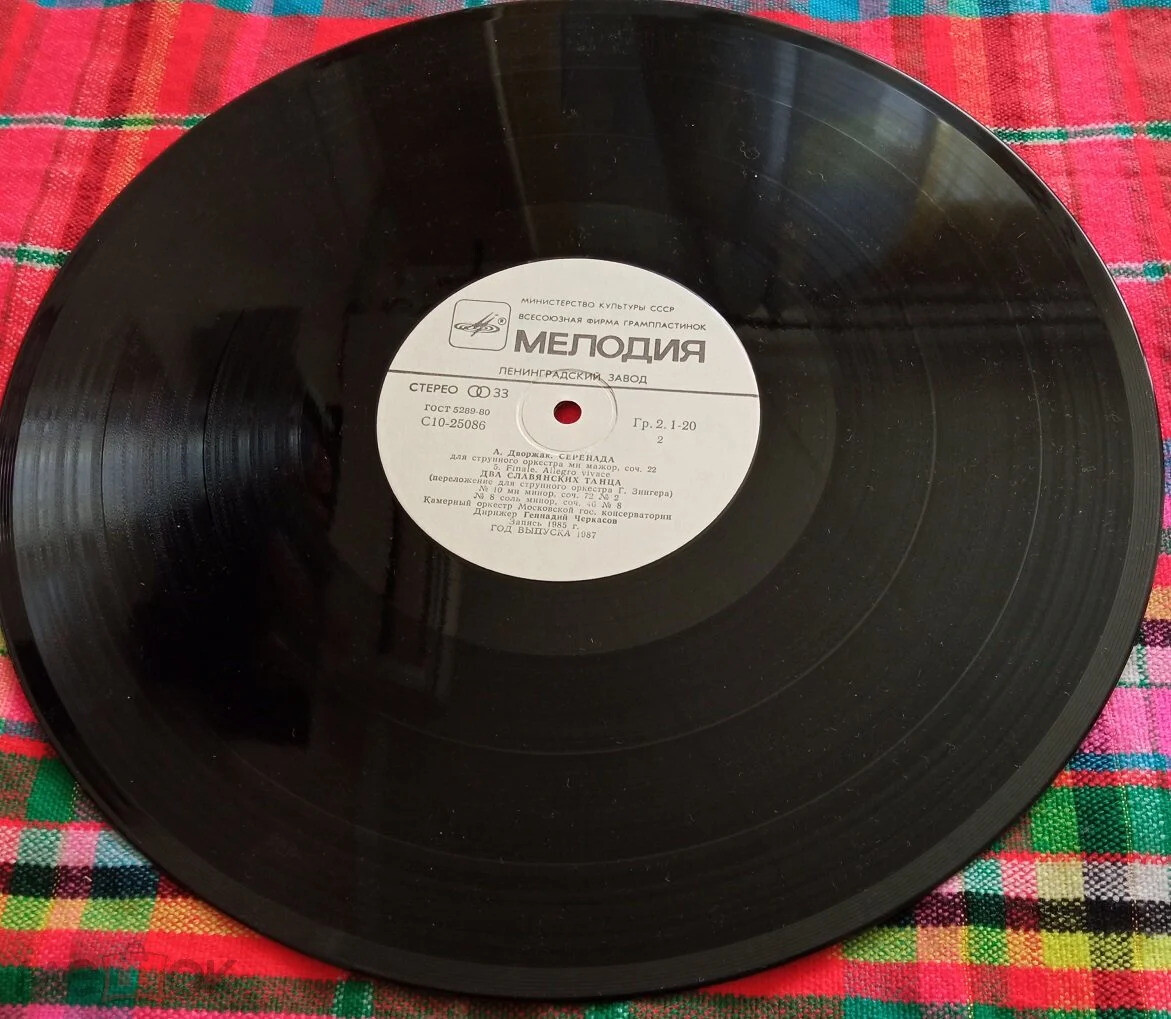 МИНИСТЕРСТВО КУЛЬТУРЫ СССР
ВСЕСОЮЗНАЯ ФИРМА ГРАМПЛАСТИНОК
® МЕЛОДИЯ
ЛЕНИНГРАДСКИЙ ЗАВОД
СТЕРЕО 33
ГОСТ 5289-80
С10-25086
Гр. 2. 1-20
2
А. Дворжак. СЕРЕНАДА
для струнного оркестра ми мажор, соч. 22
5. Finale. Allegro vivace
ДВА СЛАВЯНСКИХ ТАНЦА
(переложение для струнного оркестра Г. Зингера)
№ 10 ми минор, соч. 72 № 2
№ 8 соль минор, соч. 46 № 8
Камерный оркестр Московской гос. консерватории
Дирижер Геннадий Черкасов
Запись 1985 г.
ГОД ВЫПУСКА 1987